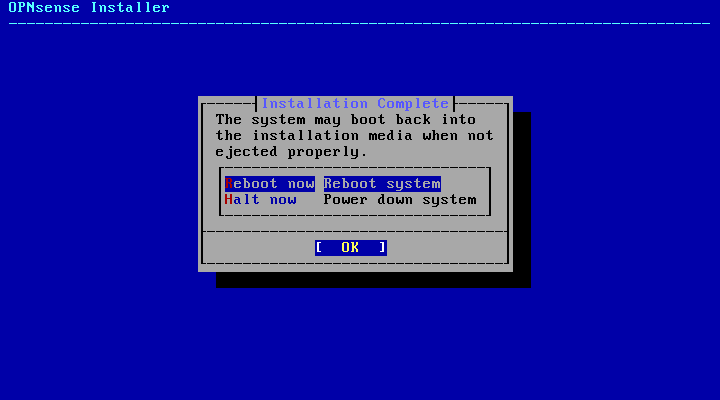 OPNsense Installer
Installation Complete
The system may boot back into
the installation media when not
ejected properly.
Reboot now Reboot system
Halt now Power down system
[ OK ]